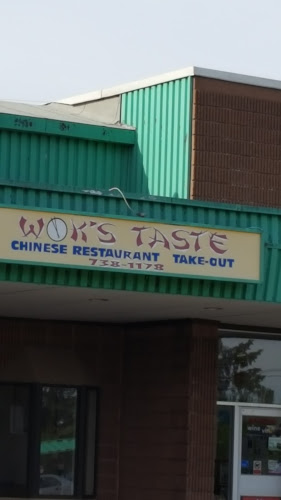 WOK'S TASTE
CHINESE RESTAURANT TAKE-OUT
738-1178